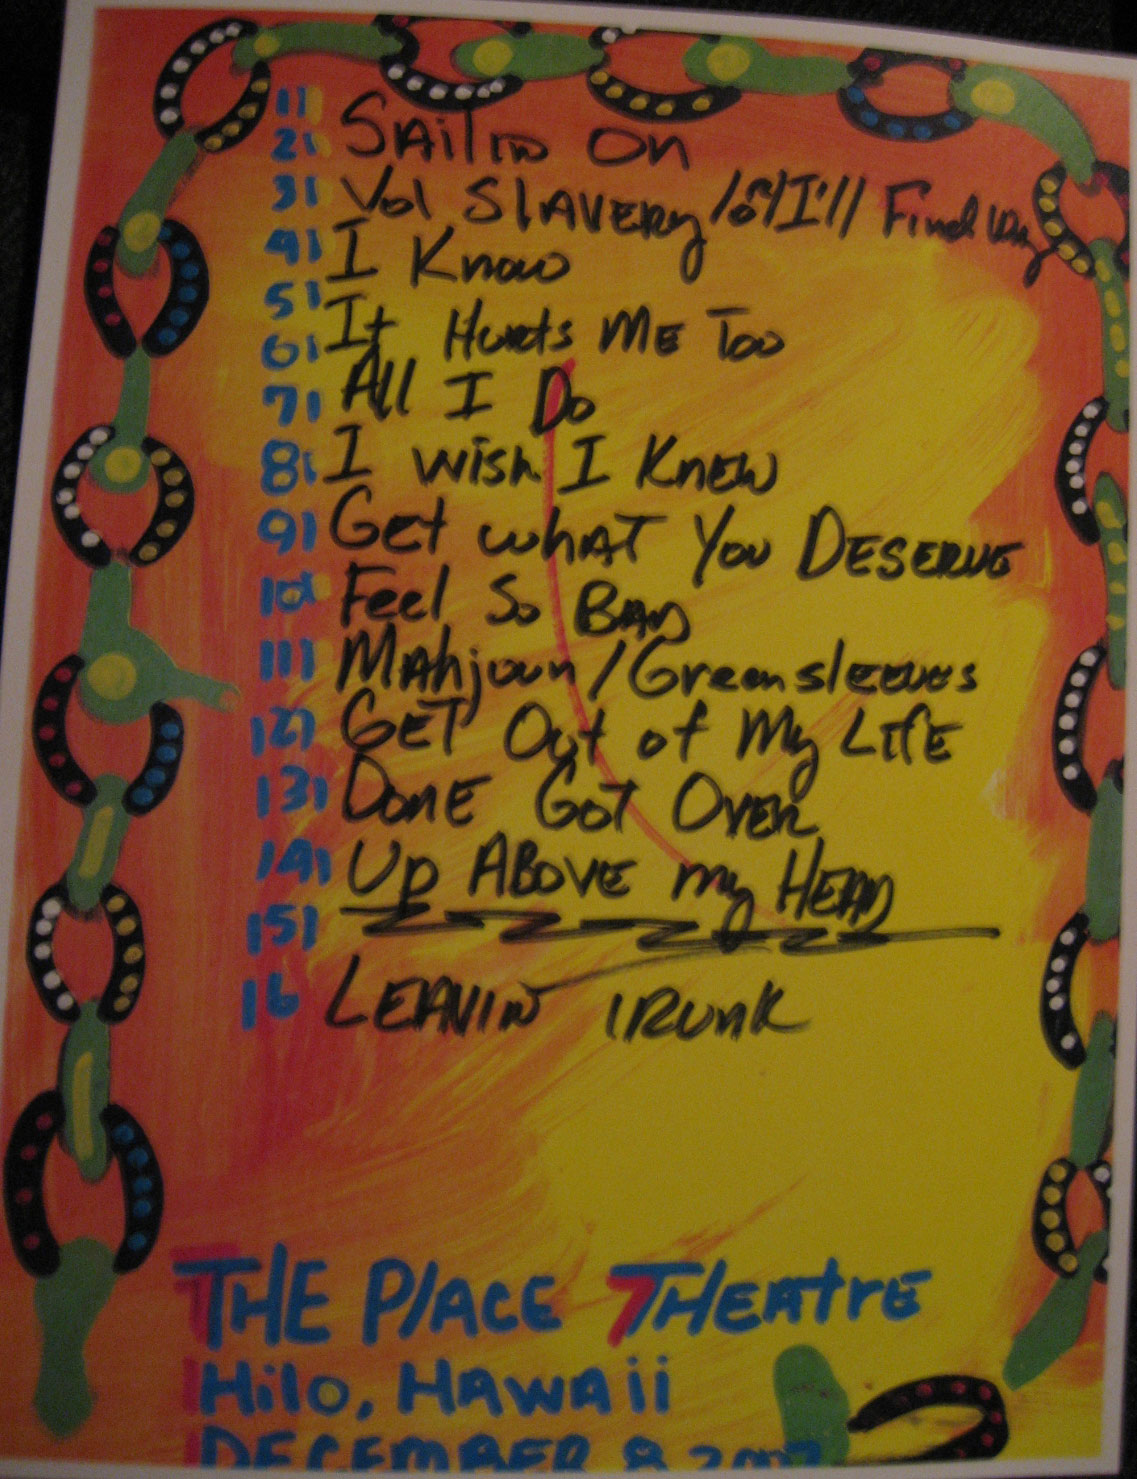 1)
2) SAilin On
3) Vol SlAVERy / of / I'll Find Way
4) I Know
5)
6) It Hurts ME Too
7) All I Do
8) I wish I KnEw
9) GEt whAT You DESERVE
10) Feel So BAD
11) MAhjoun / Greensleeves
12) GET Out of My LifE
13) DonE GoT OVER
14) Up ABOVE my HEAD
15)
16 LEAVIN TRunK
THE PlAcE THEAtrE
Hilo, HAWAii
DECEMBER 8 2007